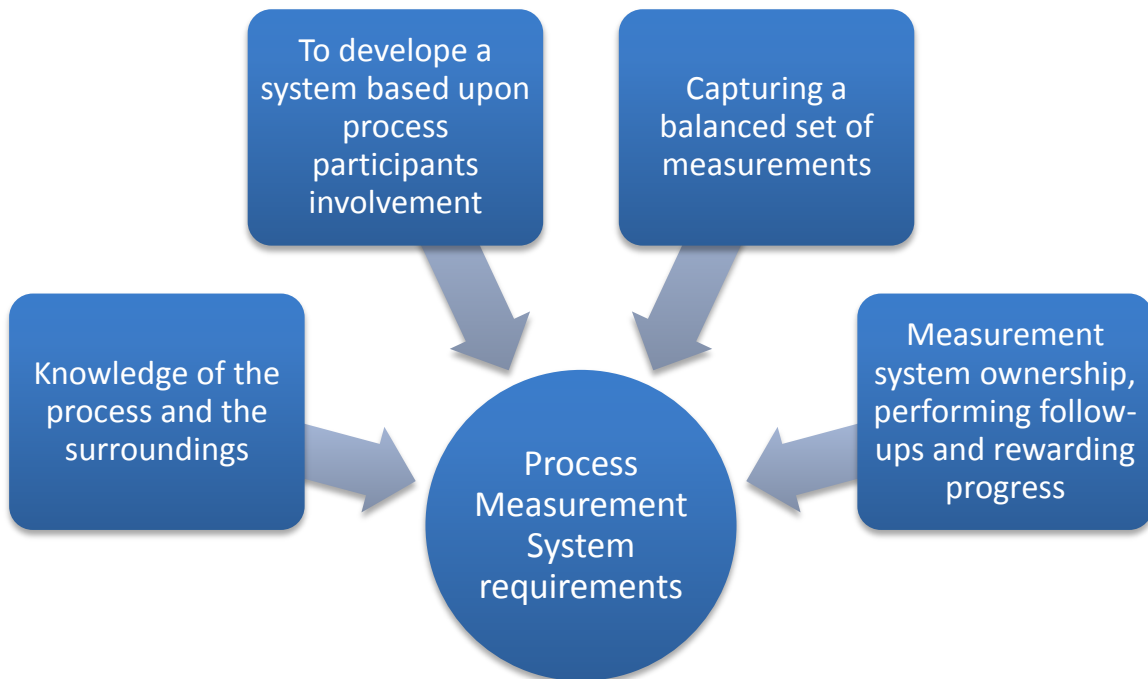 To develope a
system based upon
process
participants
involvement
Capturing a
balanced set of
measurements
Knowledge of the
process and the
surroundings
Measurement
system ownership,
performing follow-
ups and rewarding
progress
Process
Measurement
System
requirements